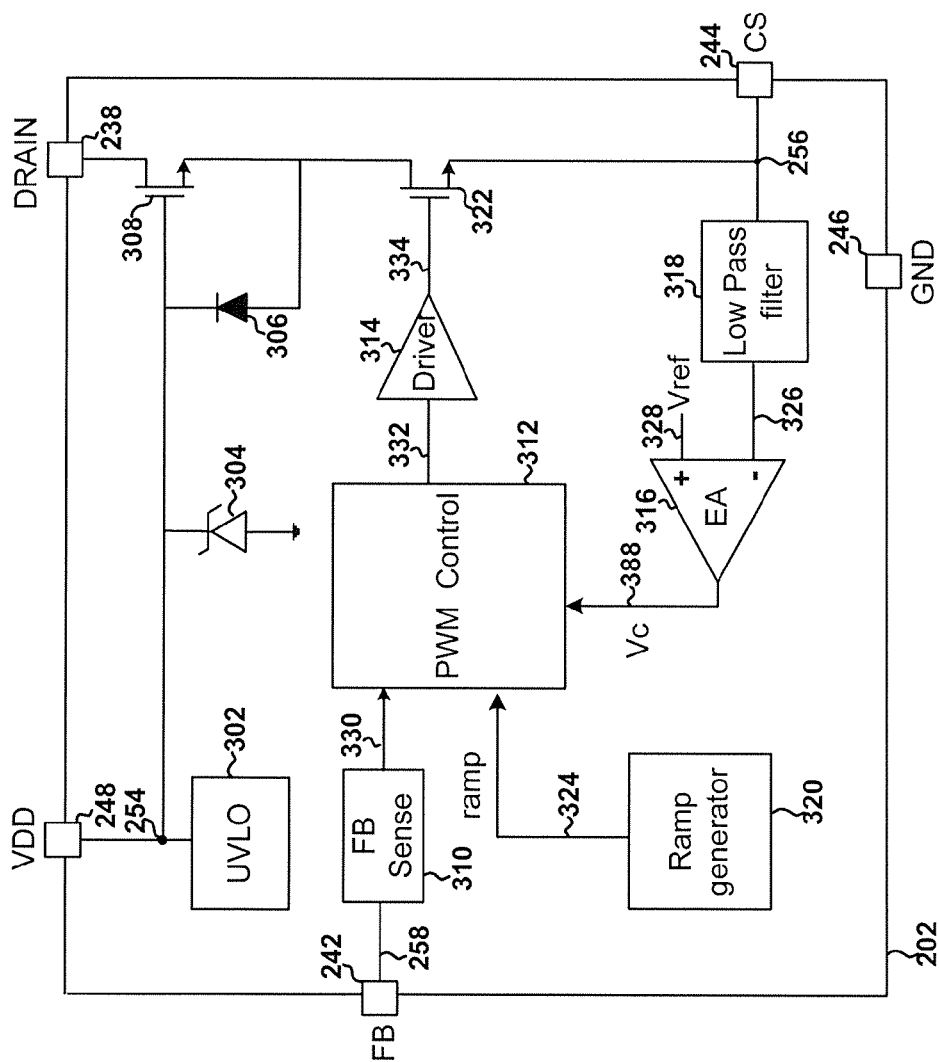 DRAIN
238
VDD
248
254
308
306
304
302
UVLO
322
334
314
Driver
332
312
PWM Control
330
FB
Sense
310
258
242
FB
ramp
324
Ramp
generator
320
Vc
388
316
EA
+
-
328
Vref
326
318
Low Pass
filter
256
244
CS
246
GND
202